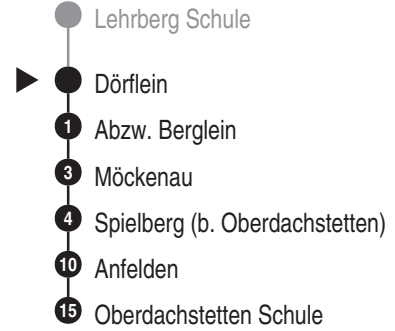 Lehrberg Schule
Dörflein
1 Abzw. Berglein
3 Möckenau
4 Spielberg (b. Oberdachstetten)
10 Anfelden
15 Oberdachstetten Schule